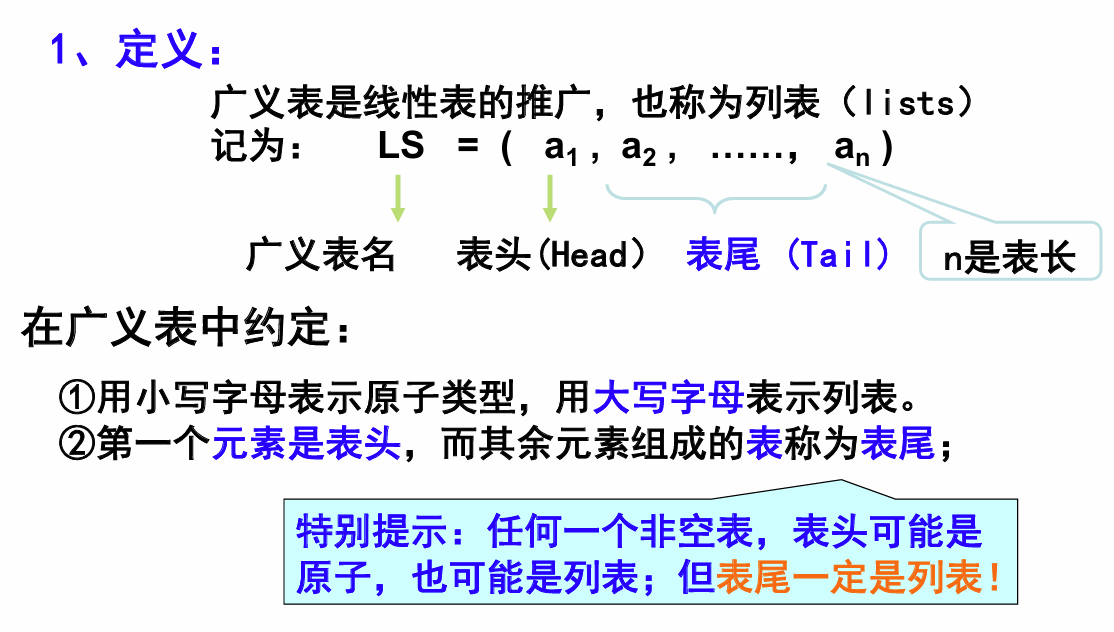 1、定义：
广义表是线性表的推广，也称为列表（lists）
记为： LS = ( a₁ , a₂ , ……, aₙ )
广义表名 表头(Head） 表尾 (Tail) n是表长
在广义表中约定：
①用小写字母表示原子类型，用大写字母表示列表。
②第一个元素是表头，而其余元素组成的表称为表尾；
特别提示：任何一个非空表，表头可能是
原子，也可能是列表；但表尾一定是列表！